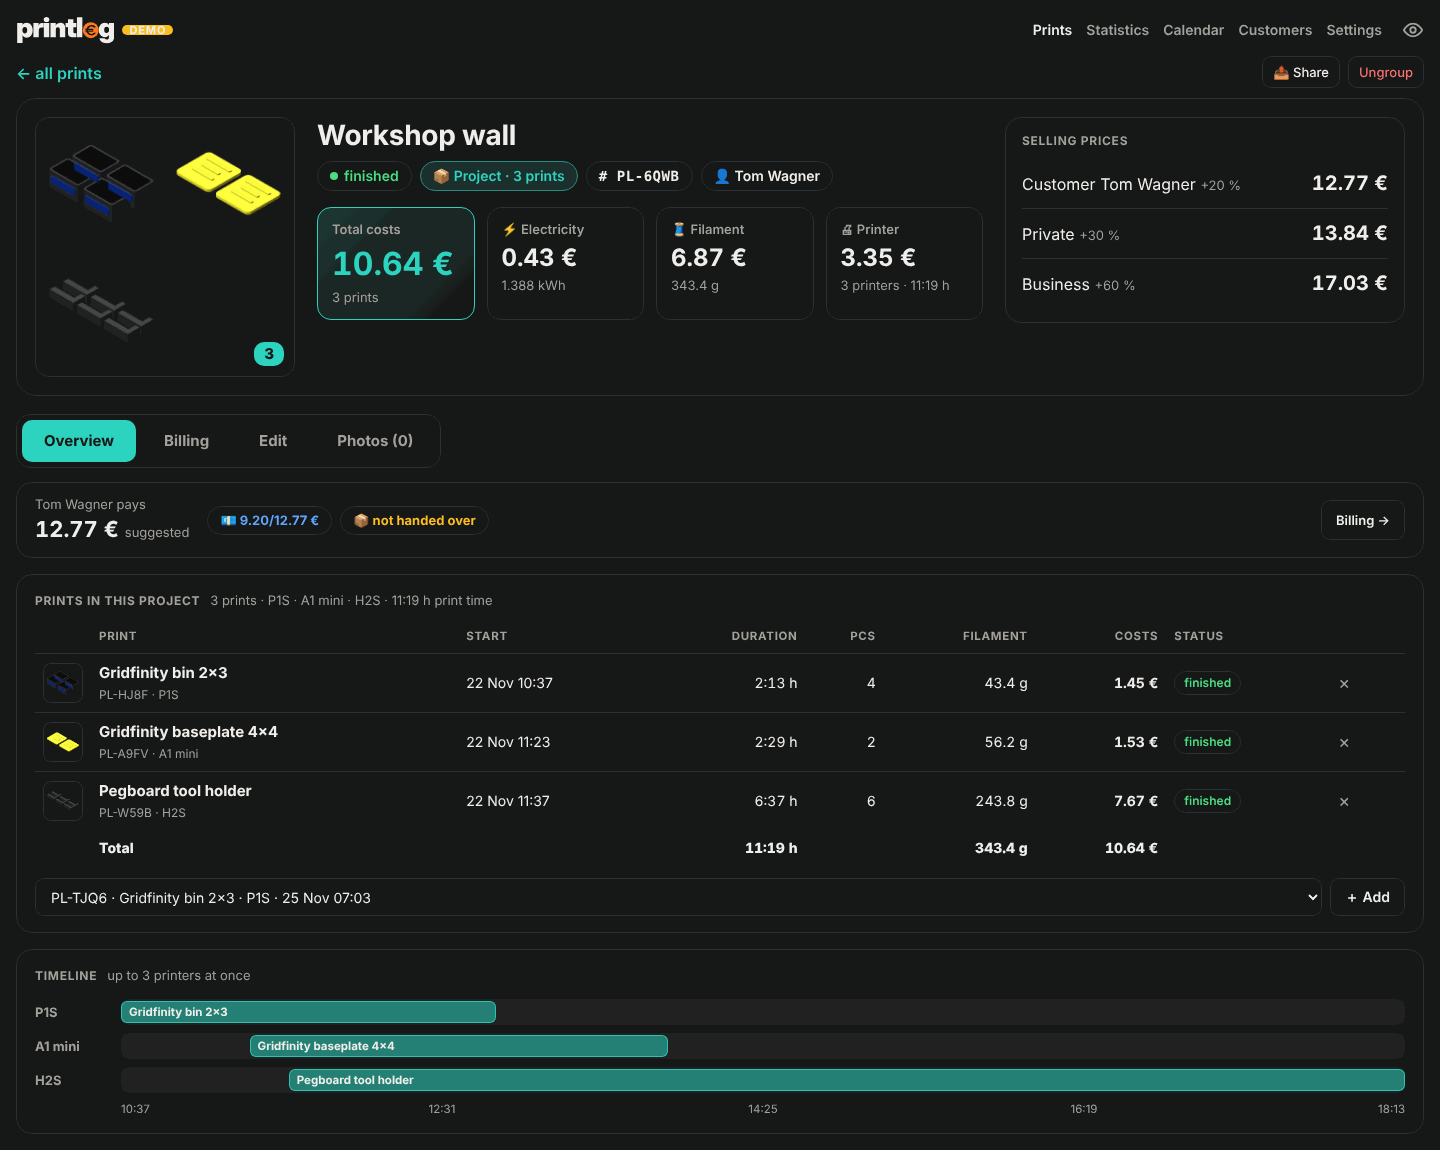 printlog DEMO
Prints Statistics Calendar Customers Settings
← all prints
📤 Share Ungroup
Workshop wall
finished 📦 Project · 3 prints # PL-6QWB 👤 Tom Wagner
Total costs
10.64 €
3 prints
⚡ Electricity
0.43 €
1.388 kWh
🧵 Filament
6.87 €
343.4 g
🖨 Printer
3.35 €
3 printers · 11:19 h
SELLING PRICES
Customer Tom Wagner +20 % 12.77 €
Private +30 % 13.84 €
Business +60 % 17.03 €
3
Overview Billing Edit Photos (0)
Tom Wagner pays
12.77 € suggested
💶 9.20/12.77 € 📦 not handed over
Billing →
PRINTS IN THIS PROJECT 3 prints · P1S · A1 mini · H2S · 11:19 h print time
PRINT START DURATION PCS FILAMENT COSTS STATUS
Gridfinity bin 2×3
PL-HJ8F · P1S
22 Nov 10:37 2:13 h 4 43.4 g 1.45 € finished ×
Gridfinity baseplate 4×4
PL-A9FV · A1 mini
22 Nov 11:23 2:29 h 2 56.2 g 1.53 € finished ×
Pegboard tool holder
PL-W59B · H2S
22 Nov 11:37 6:37 h 6 243.8 g 7.67 € finished ×
Total 11:19 h 343.4 g 10.64 €
PL-TJQ6 · Gridfinity bin 2×3 · P1S · 25 Nov 07:03
+ Add
TIMELINE up to 3 printers at once
P1S Gridfinity bin 2×3
A1 mini Gridfinity baseplate 4×4
H2S Pegboard tool holder
10:37 12:31 14:25 16:19 18:13